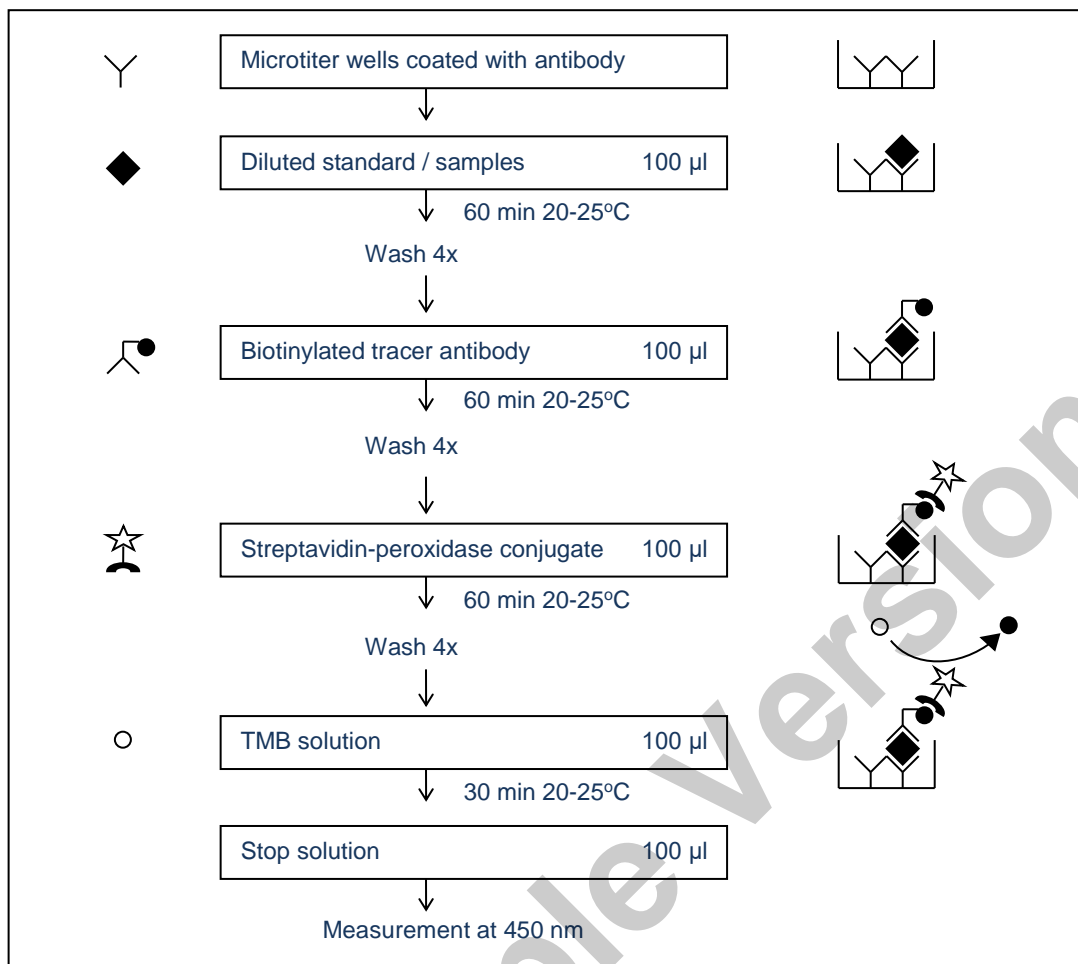 Microtiter wells coated with antibody
Diluted standard / samples 100 µl
60 min 20-25°C
Wash 4x
Biotinylated tracer antibody 100 µl
60 min 20-25°C
Wash 4x
Streptavidin-peroxidase conjugate 100 µl
60 min 20-25°C
Wash 4x
TMB solution 100 µl
30 min 20-25°C
Stop solution 100 µl
Measurement at 450 nm
Version